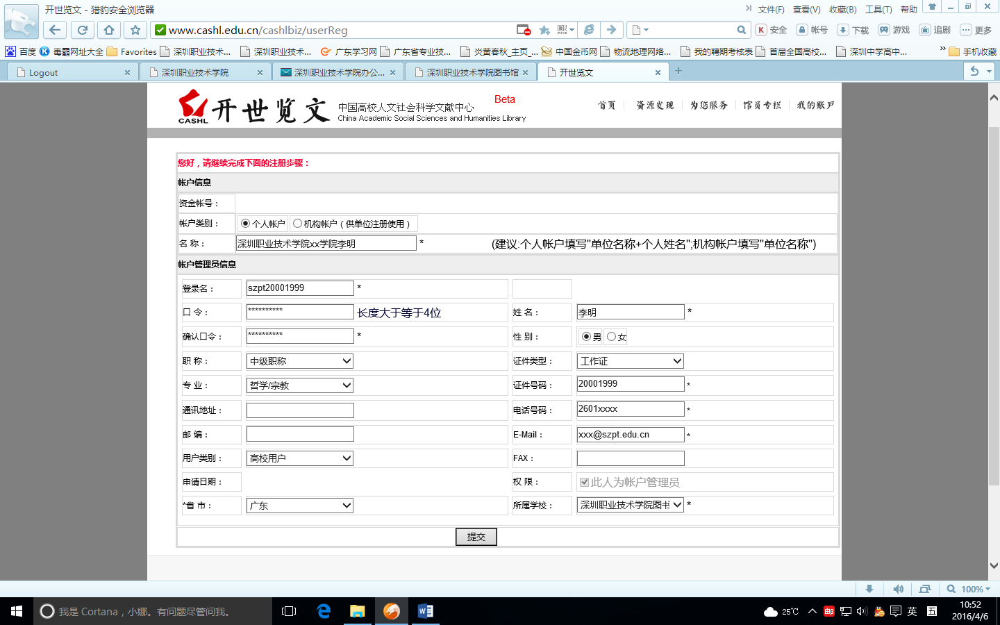 开世览文 - 猎豹安全浏览器
文件(F) 查看(V) 收藏(B) 工具(T) 帮助
www.cashl.edu.cn/cashlbiz/userReg
安全 帐号 下载 游戏 追剧 更多
百度 毒霸网址大全 Favorites 深圳职业技术... 深圳职业技术... 广东学习网 广东省专业技... 炎黄春秋_主页_... 中国金币网 物流地理网络... 我的聘期考核表 首届全国高校... 深圳中学高中... 手机收藏
Logout 深圳职业技术学院 深圳职业技术学院办公... 深圳职业技术学院图书馆 开世览文
CASHL 开世览文 中国高校人文社会科学文献中心 Beta
China Academic Social Sciences and Humanities Library
首页 资源发现 为您服务 馆员专栏 我的账户
您好，请继续完成下面的注册步骤：
帐户信息
资金帐号：
帐户类别： 个人帐户 机构帐户（供单位注册使用）
名 称： 深圳职业技术学院xx学院李明 * (建议:个人帐户填写"单位名称+个人姓名";机构帐户填写"单位名称")
帐户管理员信息
登录名： szpt20001999 *
口 令： ********** 长度大于等于4位 姓 名： 李明 *
确认口令： ********** * 性 别： 男 女
职 称： 中级职称 证件类型： 工作证
专 业： 哲学/宗教 证件号码： 20001999 *
通讯地址： 电话号码： 2601xxxx *
邮 编： E-Mail： xxx@szpt.edu.cn *
用户类别： 高校用户 FAX：
申请日期： 权 限： 此人为帐户管理员
*省 市： 广东 所属学校： 深圳职业技术学院图书 *
提交
100%
我是 Cortana，小娜。有问题尽管问我。
25℃ 英 10:52
2016/4/6